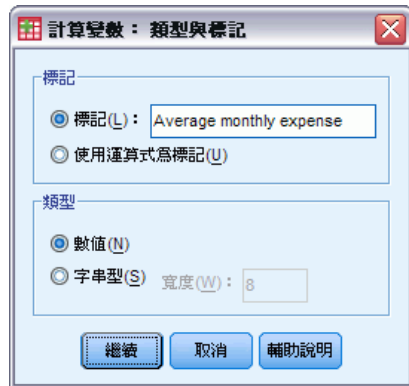 計算變數： 類型與標記
標記
標記(L)： Average monthly expense
使用運算式為標記(U)
類型
數值(N)
字串型(S) 寬度(W)： 8
繼續 取消 輔助說明